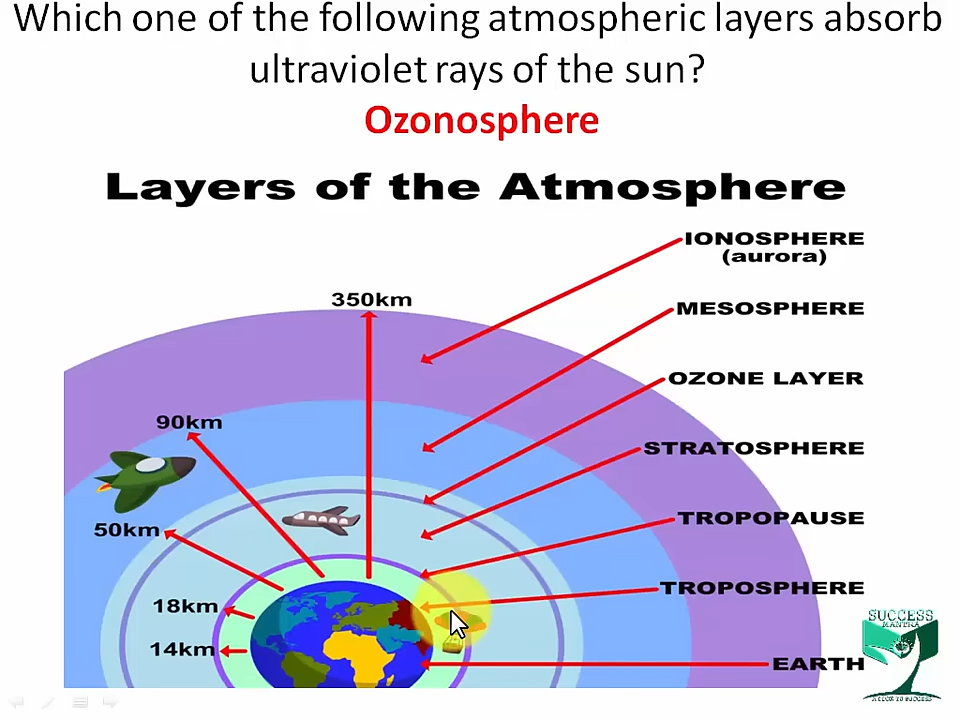 Which one of the following atmospheric layers absorb
ultraviolet rays of the sun?
Ozonosphere
Layers of the Atmosphere
IONOSPHERE
(aurora)
350km
MESOSPHERE
OZONE LAYER
90km
STRATOSPHERE
TROPOPAUSE
50km
TROPOSPHERE
18km
SUCCESS
MANTRA
14km
EARTH